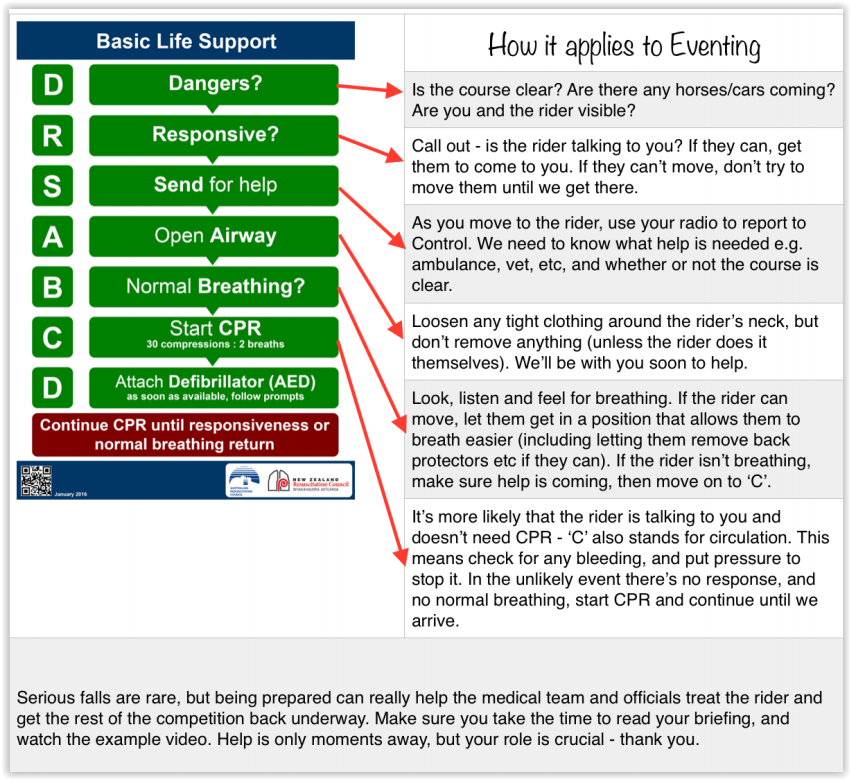 Basic Life Support
D
Dangers?
R
Responsive?
S
Send for help
A
Open Airway
B
Normal Breathing?
C
Start CPR
30 compressions : 2 breaths
D
Attach Defibrillator (AED)
as soon as available, follow prompts
Continue CPR until responsiveness or
normal breathing return
January 2016
AUSTRALIAN
RESUSCITATION
COUNCIL
NEW ZEALAND
Resuscitation Council
WHAKAHAUORA AOTEAROA
How it applies to Eventing
Is the course clear? Are there any horses/cars coming?
Are you and the rider visible?
Call out - is the rider talking to you? If they can, get
them to come to you. If they can’t move, don’t try to
move them until we get there.
As you move to the rider, use your radio to report to
Control. We need to know what help is needed e.g.
ambulance, vet, etc, and whether or not the course is
clear.
Loosen any tight clothing around the rider’s neck, but
don’t remove anything (unless the rider does it
themselves). We’ll be with you soon to help.
Look, listen and feel for breathing. If the rider can
move, let them get in a position that allows them to
breath easier (including letting them remove back
protectors etc if they can). If the rider isn’t breathing,
make sure help is coming, then move on to ‘C’.
It’s more likely that the rider is talking to you and
doesn’t need CPR - ‘C’ also stands for circulation. This
means check for any bleeding, and put pressure to
stop it. In the unlikely event there’s no response, and
no normal breathing, start CPR and continue until we
arrive.
Serious falls are rare, but being prepared can really help the medical team and officials treat the rider and
get the rest of the competition back underway. Make sure you take the time to read your briefing, and
watch the example video. Help is only moments away, but your role is crucial - thank you.